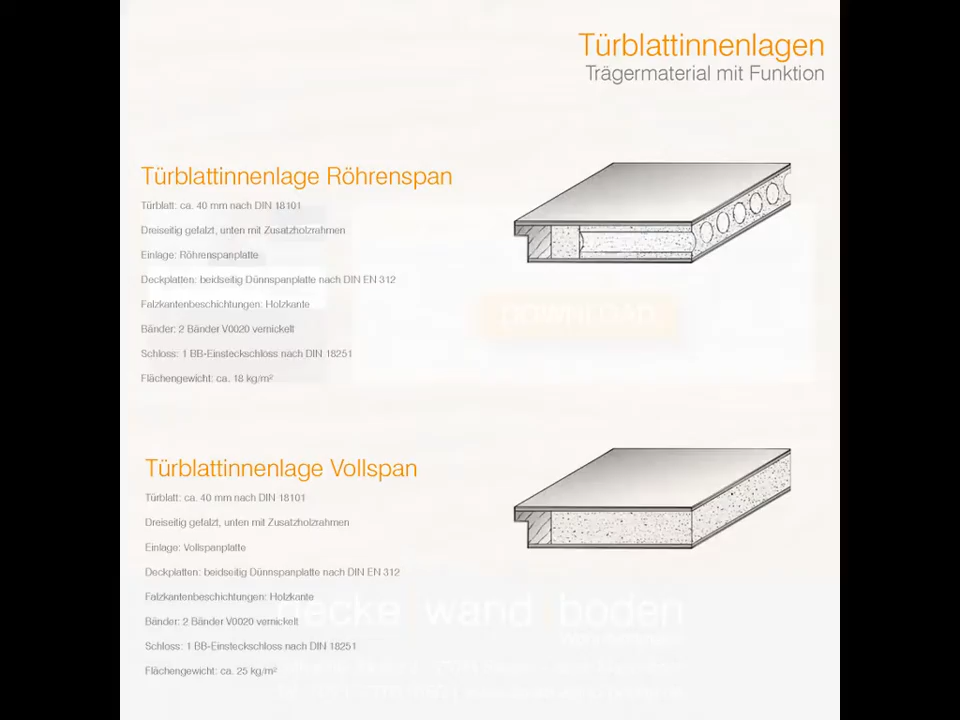 Türblattinnenlagen
Trägermaterial mit Funktion
Türblattinnenlage Röhrenspan
Türblatt: ca. 40 mm nach DIN 18101
Dreiseitig gefalzt, unten mit Zusatzholzrahmen
Einlage: Röhrenspanplatte
Deckplatten: beidseitig Dünnspanplatte nach DIN EN 312
Falzkantenbeschichtungen: Holzkante
Bänder: 2 Bänder V0020 vernickelt
Schloss: 1 BB-Einsteckschloss nach DIN 18251
Flächengewicht: ca. 18 kg/m²
DOWNLOAD
Türblattinnenlage Vollspan
Türblatt: ca. 40 mm nach DIN 18101
Dreiseitig gefalzt, unten mit Zusatzholzrahmen
Einlage: Vollspanplatte
Deckplatten: beidseitig Dünnspanplatte nach DIN EN 312
Falzkantenbeschichtungen: Holzkante
Bänder: 2 Bänder V0020 vernickelt
Schloss: 1 BB-Einsteckschloss nach DIN 18251
Flächengewicht: ca. 25 kg/m²
decke wand boden